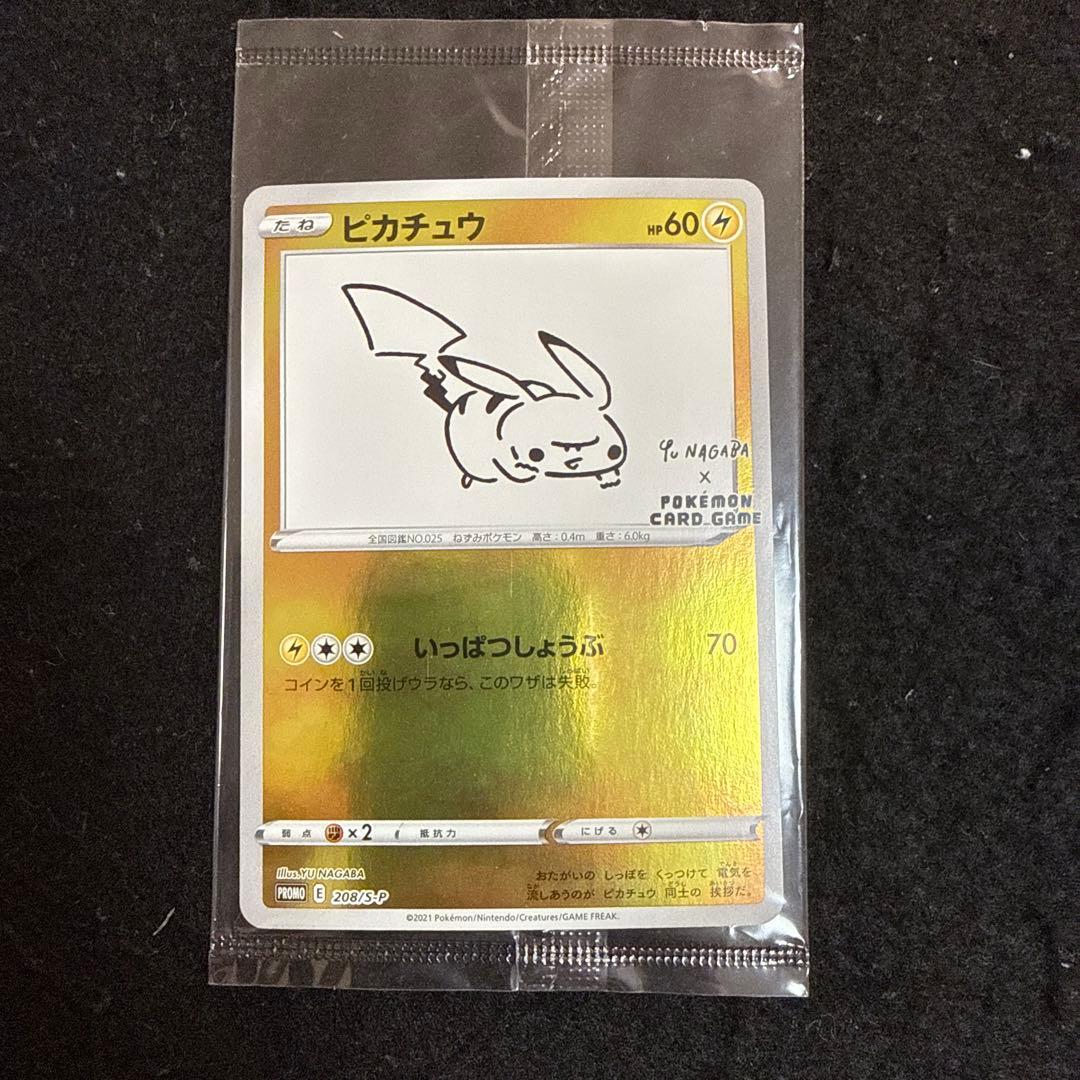 たね ピカチュウ HP60
Yu NAGABA
×
POKÉMON
CARD GAME
全国図鑑NO.025 ねずみポケモン 高さ:0.4m 重さ:6.0kg
いっぱつしょうぶ 70
コインを1回投げウラなら、このワザは失敗。
弱点 ×2 抵抗力 にげる
Illus.YU NAGABA
PROMO E 208/S-P
おたがいの しっぽを くっつけて 電気を
流しあうのが ピカチュウ 同士の 挨拶だ。
©2021 Pokémon/Nintendo/Creatures/GAME FREAK.